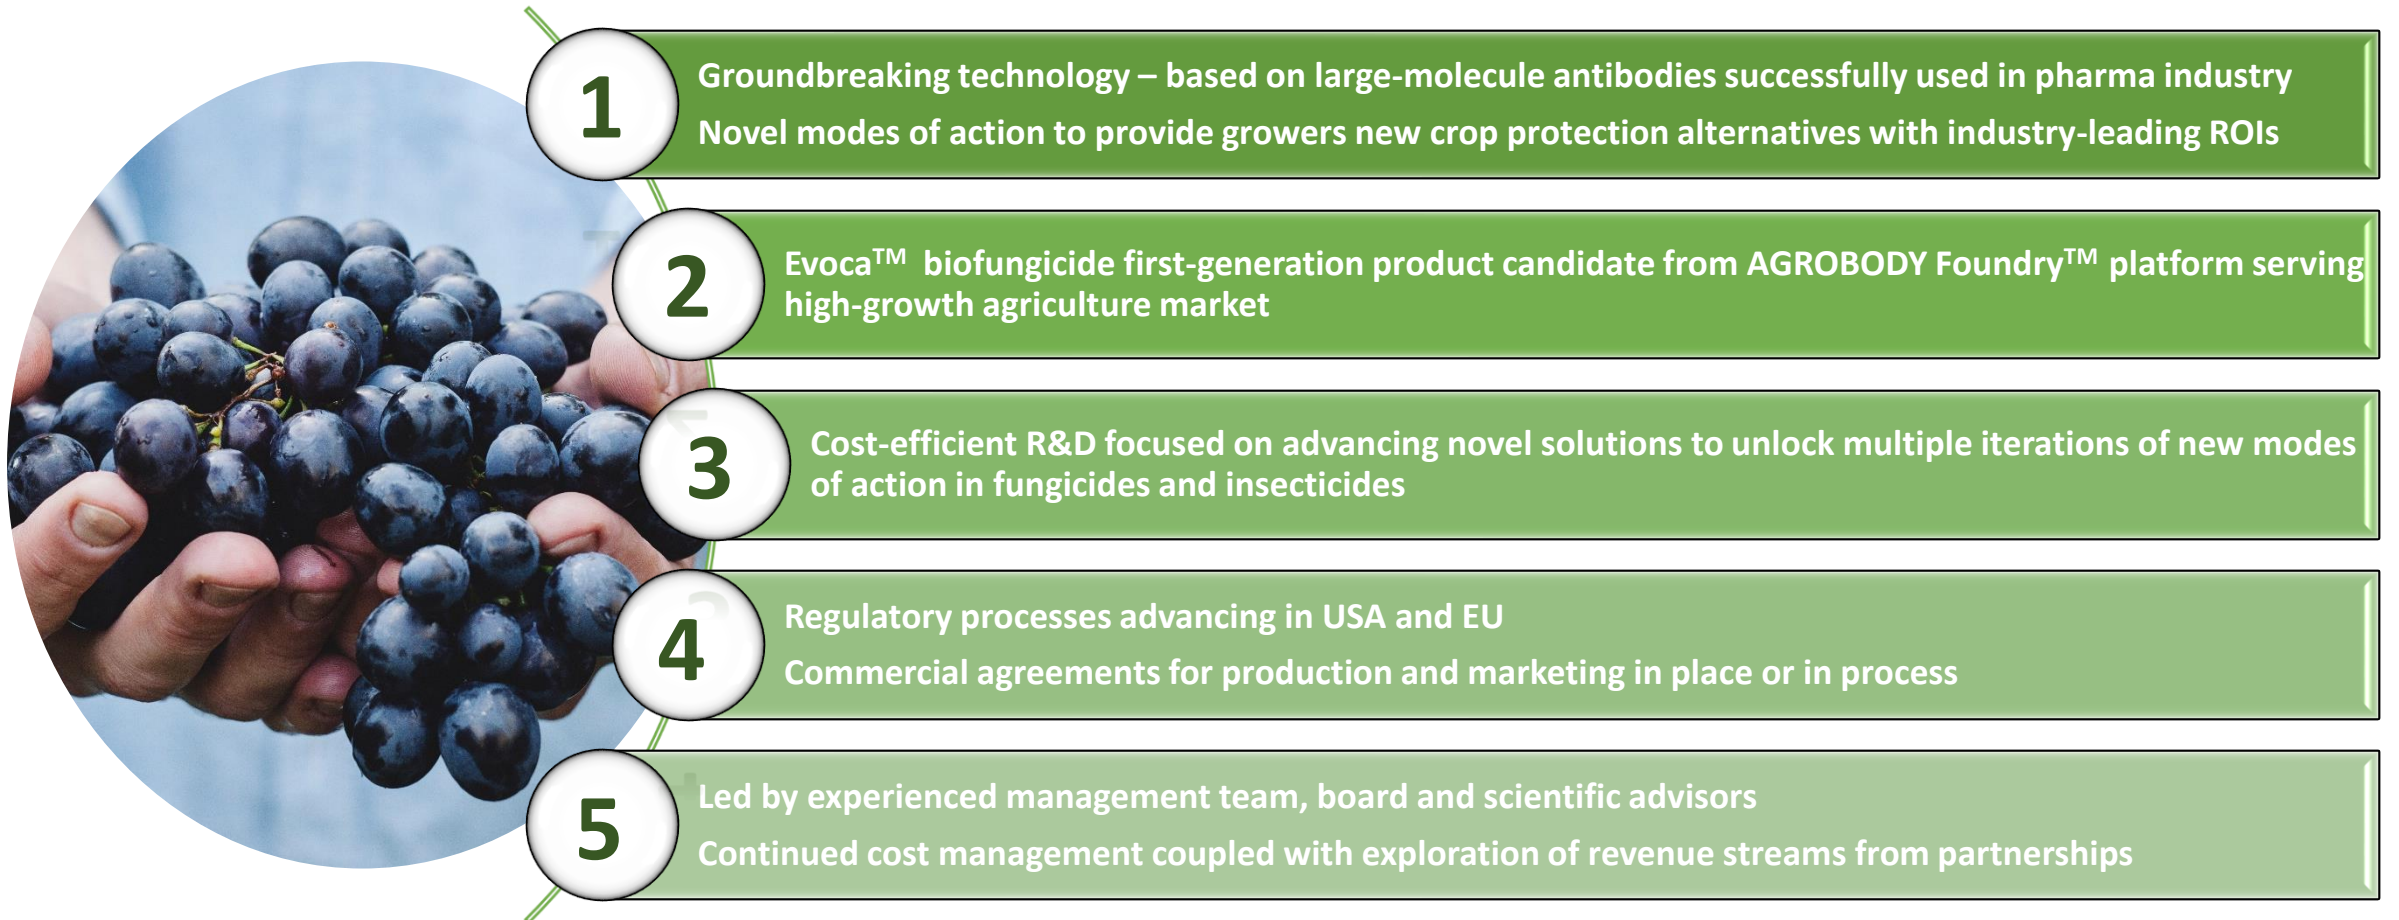 1
Groundbreaking technology – based on large-molecule antibodies successfully used in pharma industry
Novel modes of action to provide growers new crop protection alternatives with industry-leading ROIs
2
Evoca™ biofungicide first-generation product candidate from AGROBODY Foundry™ platform serving
high-growth agriculture market
3
Cost-efficient R&D focused on advancing novel solutions to unlock multiple iterations of new modes
of action in fungicides and insecticides
4
Regulatory processes advancing in USA and EU
Commercial agreements for production and marketing in place or in process
5
Led by experienced management team, board and scientific advisors
Continued cost management coupled with exploration of revenue streams from partnerships